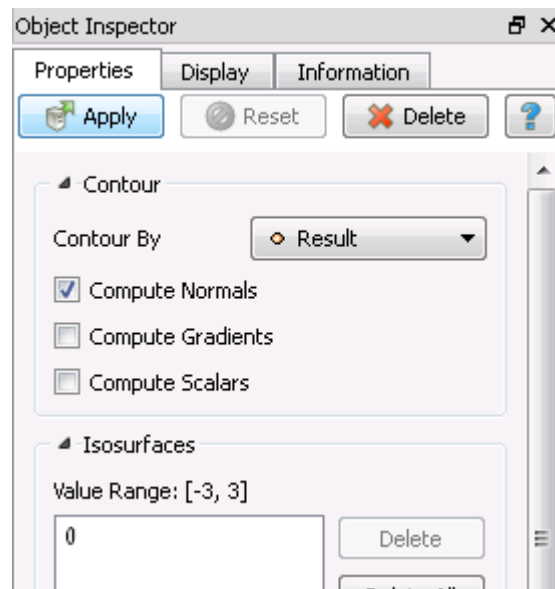 Object Inspector
Properties Display Information
Apply Reset Delete ?
Contour
Contour By Result
Compute Normals
Compute Gradients
Compute Scalars
Isosurfaces
Value Range: [-3, 3]
0 Delete